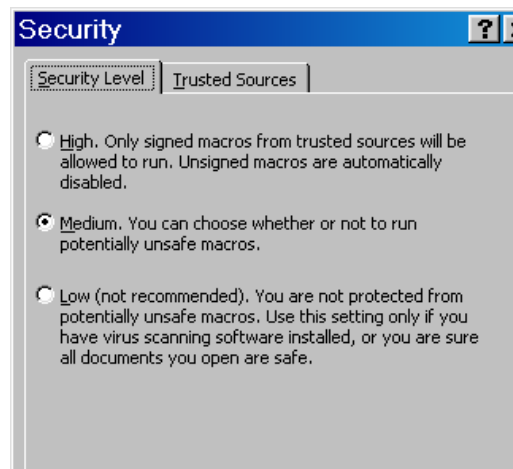 Security
?
Security Level
Trusted Sources
High. Only signed macros from trusted sources will be
allowed to run. Unsigned macros are automatically
disabled.
Medium. You can choose whether or not to run
potentially unsafe macros.
Low (not recommended). You are not protected from
potentially unsafe macros. Use this setting only if you
have virus scanning software installed, or you are sure
all documents you open are safe.